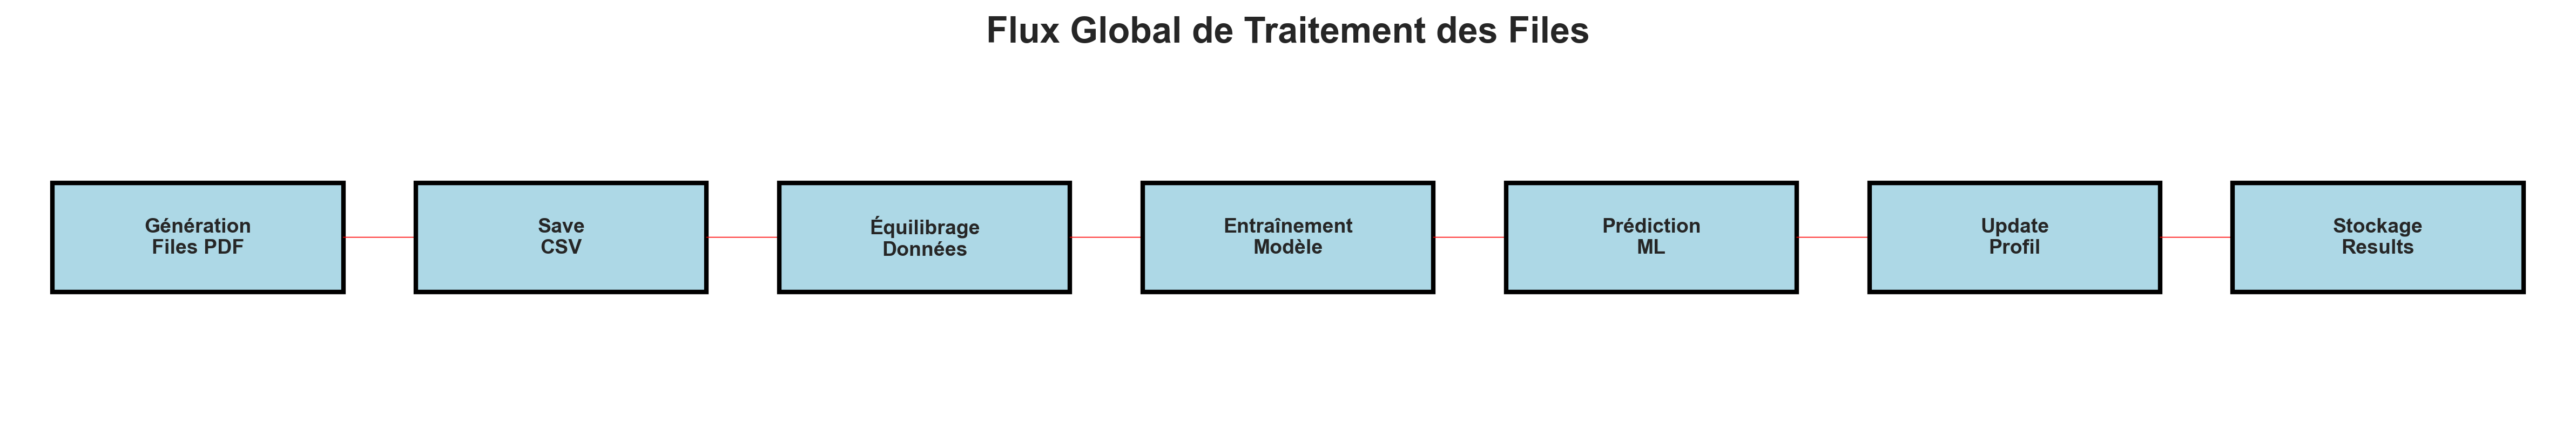 Flux Global de Traitement des Files
Génération
Files PDF
Save
CSV
Équilibrage
Données
Entraînement
Modèle
Prédiction
ML
Update
Profil
Stockage
Results